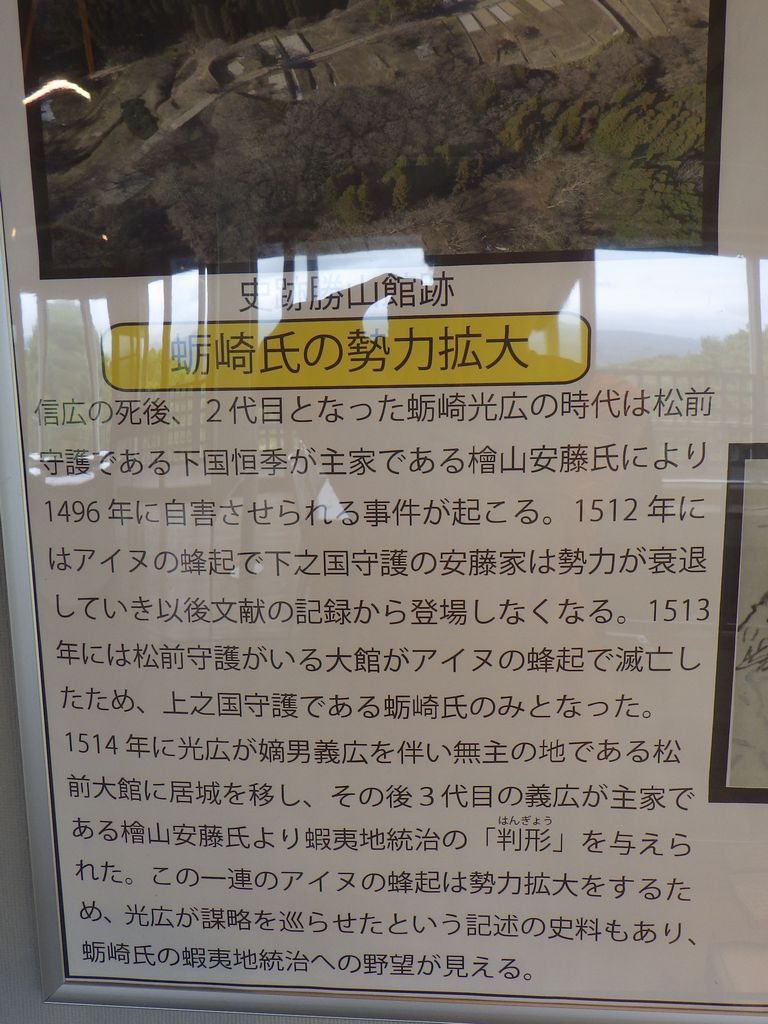 史跡勝山館跡
蛎崎氏の勢力拡大
信広の死後、２代目となった蛎崎光広の時代は松前
守護である下国恒季が主家である檜山安藤氏により
1496 年に自害させられる事件が起こる。1512 年に
はアイヌの蜂起で下之国守護の安藤家は勢力が衰退
していき以後文献の記録から登場しなくなる。1513
年には松前守護がいる大館がアイヌの蜂起で滅亡し
たため、上之国守護である蛎崎氏のみとなった。
1514 年に光広が嫡男義広を伴い無主の地である松
前大館に居城を移し、その後３代目の義広が主家で
はんぎょう
ある檜山安藤氏より蝦夷地統治の「判形」を与えら
れた。この一連のアイヌの蜂起は勢力拡大をするた
め、光広が謀略を巡らせたという記述の史料もあり、
蛎崎氏の蝦夷地統治への野望が見える。